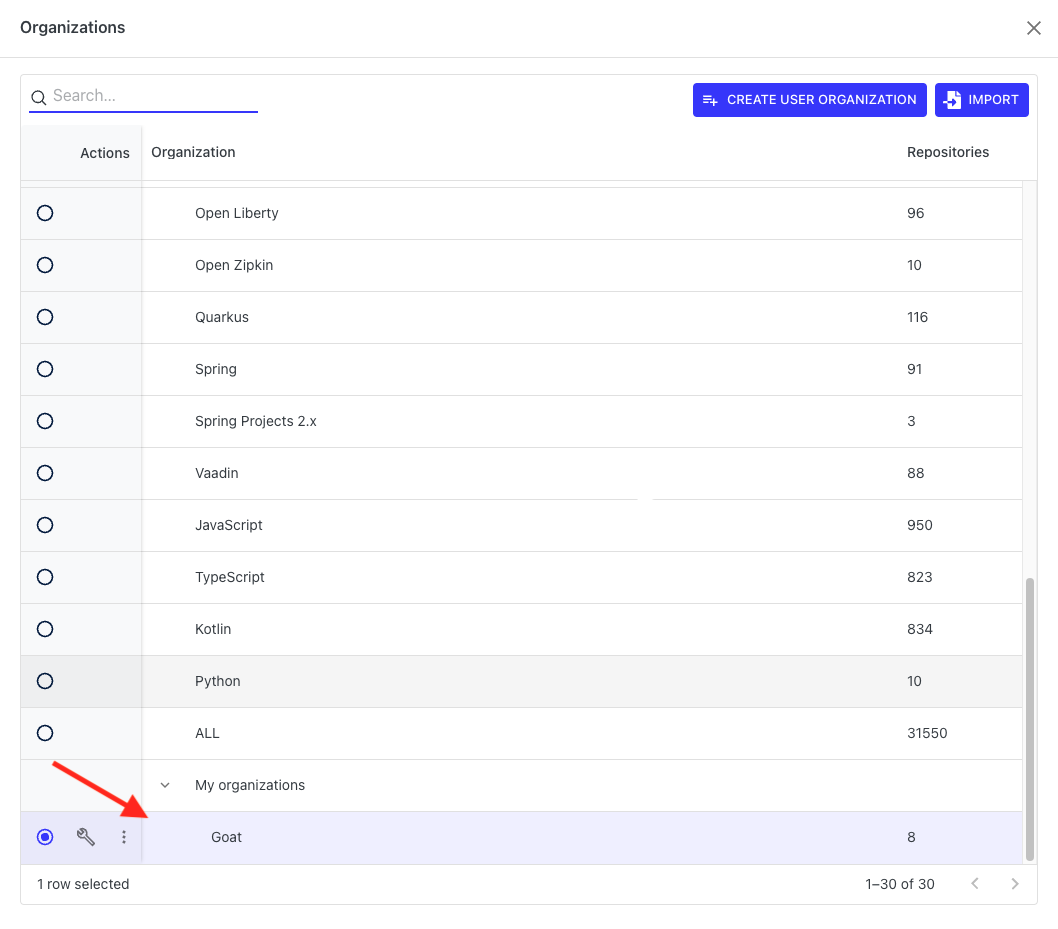 Organizations
Search...
CREATE USER ORGANIZATION
IMPORT
Actions Organization Repositories
Open Liberty 96
Open Zipkin 10
Quarkus 116
Spring 91
Spring Projects 2.x 3
Vaadin 88
JavaScript 950
TypeScript 823
Kotlin 834
Python 10
ALL 31550
My organizations
Goat 8
1 row selected 1–30 of 30